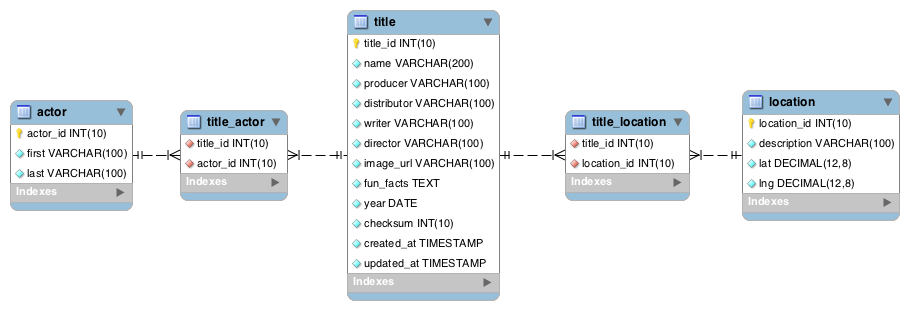 actor
actor_id INT(10)
first VARCHAR(100)
last VARCHAR(100)
Indexes
title_actor
title_id INT(10)
actor_id INT(10)
Indexes
title
title_id INT(10)
name VARCHAR(200)
producer VARCHAR(100)
distributor VARCHAR(100)
writer VARCHAR(100)
director VARCHAR(100)
image_url VARCHAR(100)
fun_facts TEXT
year DATE
checksum INT(10)
created_at TIMESTAMP
updated_at TIMESTAMP
Indexes
title_location
title_id INT(10)
location_id INT(10)
Indexes
location
location_id INT(10)
description VARCHAR(100)
lat DECIMAL(12,8)
lng DECIMAL(12,8)
Indexes